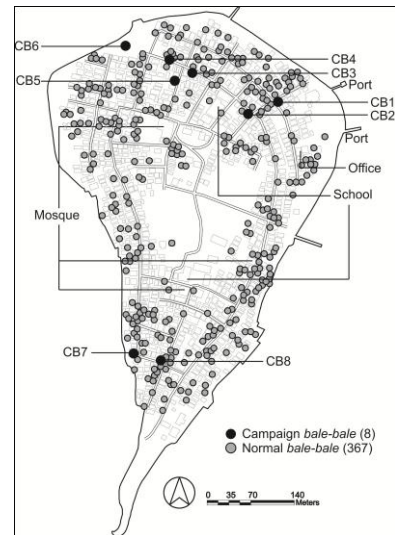 CB6
CB4
CB3
CB5
Port
CB1
CB2
Port
Office
School
Mosque
CB7
CB8
Campaign bale-bale (8)
Normal bale-bale (367)
0 35 70 140
Meters